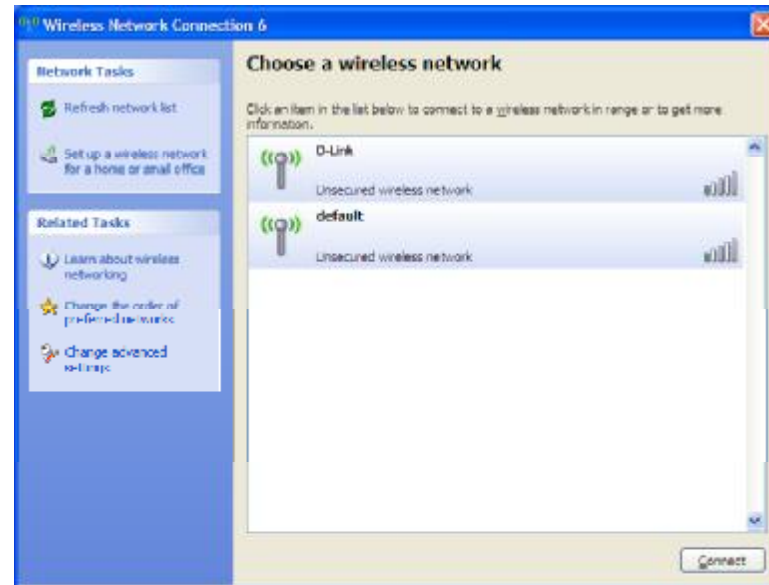 Wireless Network Connection 6
Network Tasks
Refresh network list
Set up a wireless network
for a home or small office
Related Tasks
Learn about wireless
networking
Change the order of
preferred networks
Change advanced
settings
Choose a wireless network
Click an item in the list below to connect to a wireless network in range or to get more
information.
D-Link
Unsecured wireless network
default
Unsecured wireless network
Connect